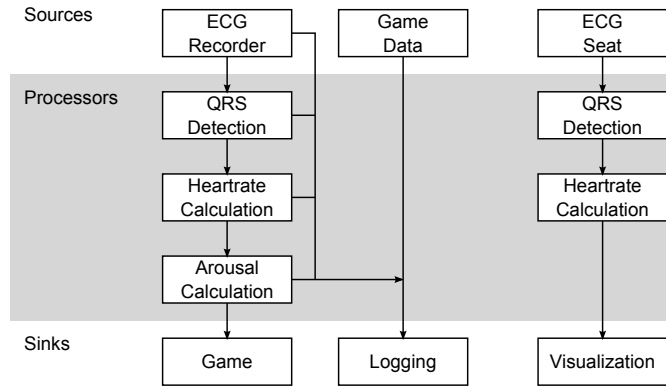 Sources
ECG
Recorder
Game
Data
ECG
Seat
Processors
QRS
Detection
QRS
Detection
Heartrate
Calculation
Heartrate
Calculation
Arousal
Calculation
Sinks
Game
Logging
Visualization